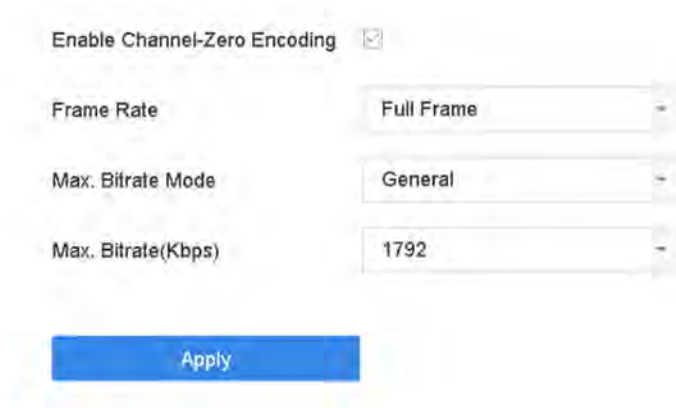 Enable Channel-Zero Encoding
Frame Rate Full Frame
Max. Bitrate Mode General
Max. Bitrate(Kbps) 1792
Apply